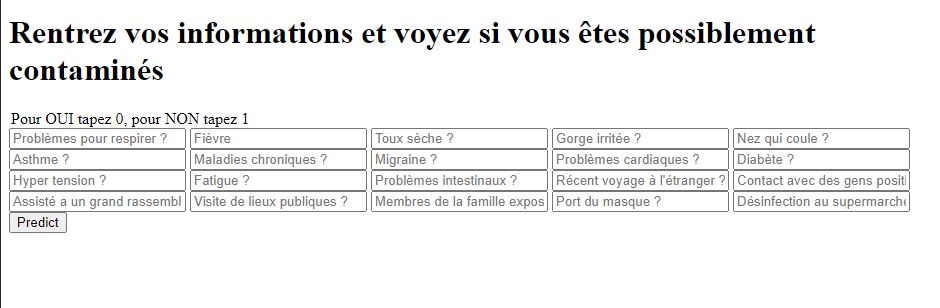 Rentrez vos informations et voyez si vous êtes possiblement
contaminés
Pour OUI tapez 0, pour NON tapez 1
Problèmes pour respirer ? Fièvre Toux sèche ? Gorge irritée ? Nez qui coule ?
Asthme ? Maladies chroniques ? Migraine ? Problèmes cardiaques ? Diabète ?
Hyper tension ? Fatigue ? Problèmes intestinaux ? Récent voyage à l'étranger ? Contact avec des gens positi
Assisté a un grand rassembl Visite de lieux publiques ? Membres de la famille expos Port du masque ? Désinfection au supermarché
Predict